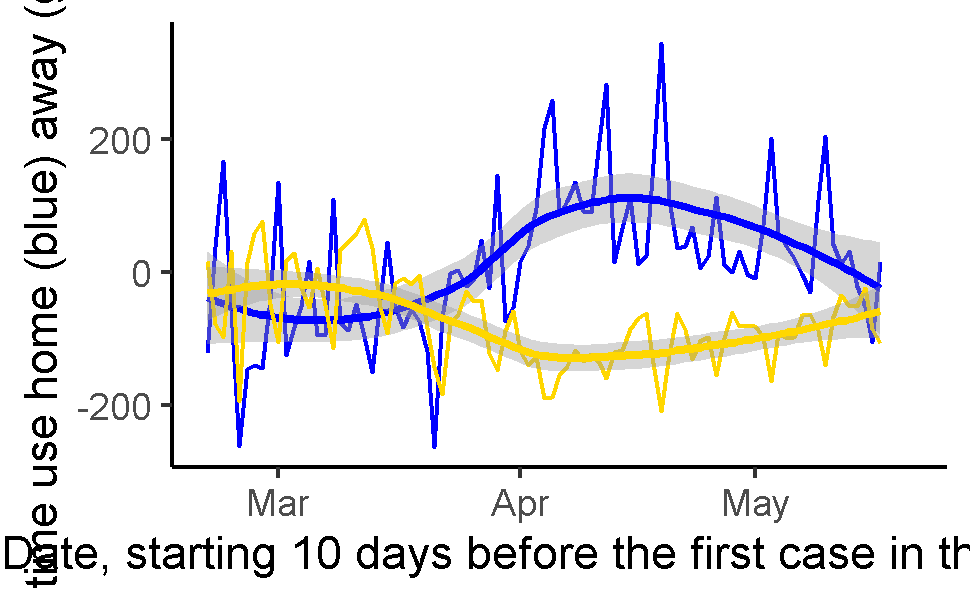 time use home (blue) away (
200
0
-200
Mar Apr May
Date, starting 10 days before the first case in th